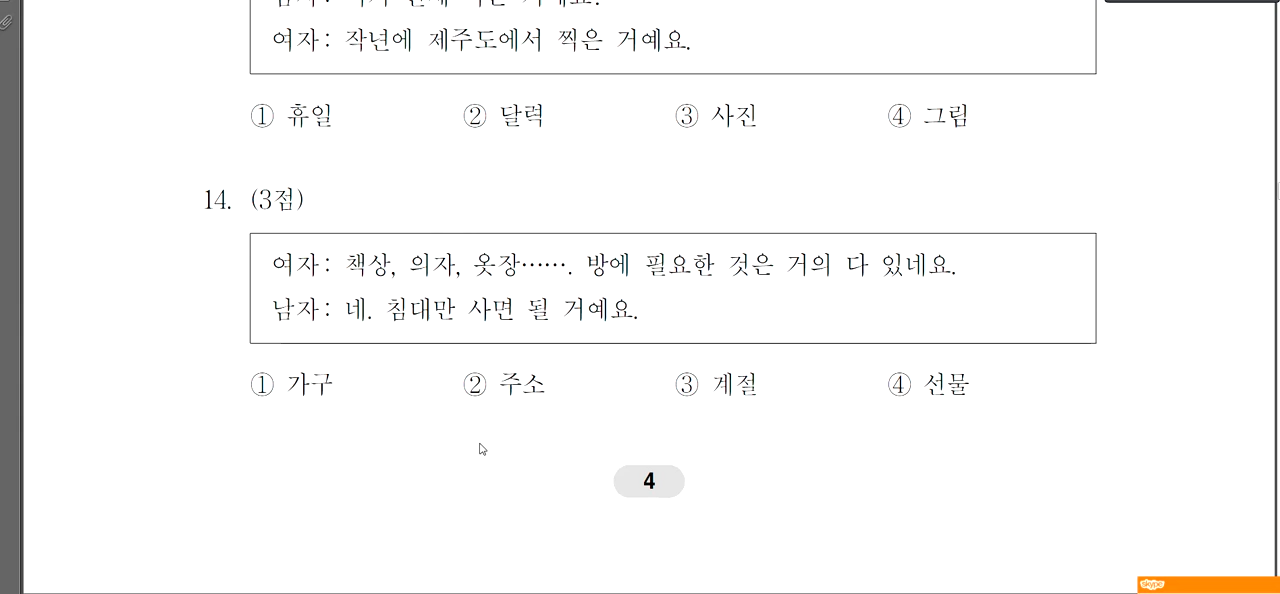 여자: 작년에 제주도에서 찍은 거예요.
① 휴일 ② 달력 ③ 사진 ④ 그림
14. (3점)
여자: 책상, 의자, 옷장⋯⋯. 방에 필요한 것은 거의 다 있네요.
남자: 네. 침대만 사면 될 거예요.
① 가구 ② 주소 ③ 계절 ④ 선물
4
skype